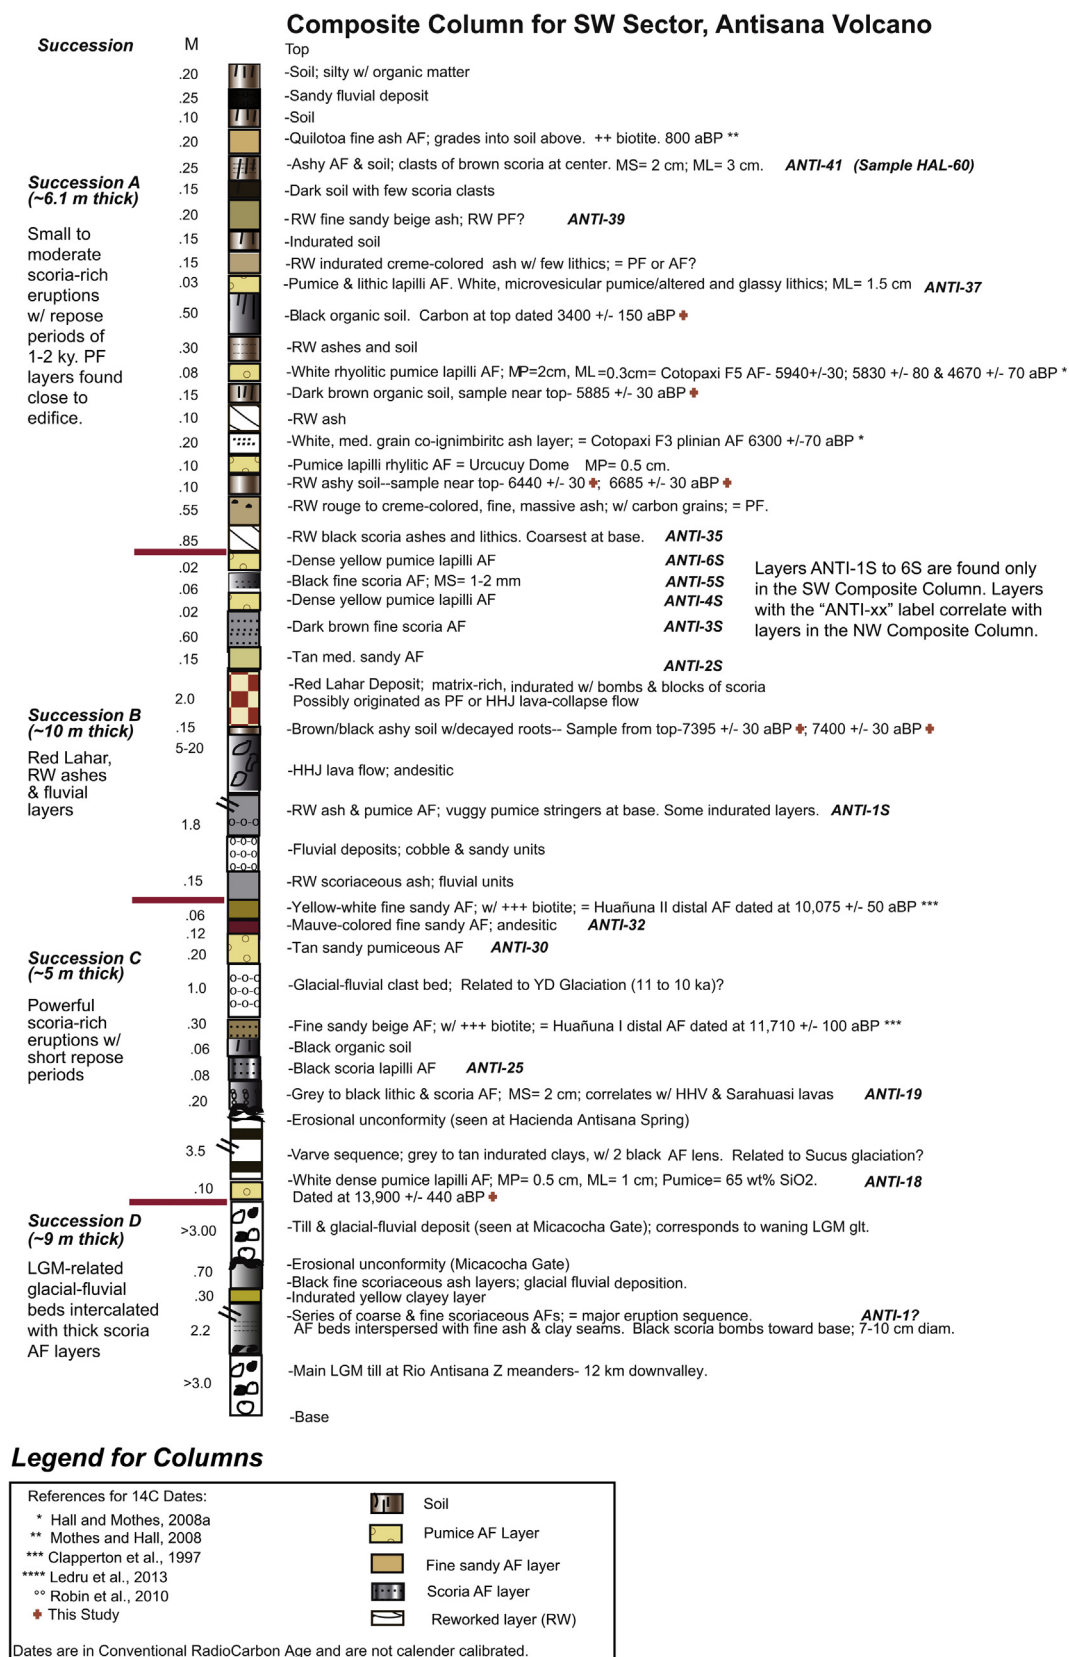 Composite Column for SW Sector, Antisana Volcano
Succession
M
Top
.20 -Soil; silty w/ organic matter
.25 -Sandy fluvial deposit
.10 -Soil
.20 -Quilotoa fine ash AF; grades into soil above. ++ biotite. 800 aBP **
.25 -Ashy AF & soil; clasts of brown scoria at center. MS= 2 cm; ML= 3 cm. ANTI-41 (Sample HAL-60)
Succession A
(~6.1 m thick)
Small to
moderate
scoria-rich
eruptions
w/ repose
periods of
1-2 ky. PF
layers found
close to
edifice.
.15 -Dark soil with few scoria clasts
.20 -RW fine sandy beige ash; RW PF? ANTI-39
.15 -Indurated soil
.15 -RW indurated creme-colored ash w/ few lithics; = PF or AF?
.03 -Pumice & lithic lapilli AF. White, microvesicular pumice/altered and glassy lithics; ML= 1.5 cm ANTI-37
.50 -Black organic soil. Carbon at top dated 3400 +/- 150 aBP ✚
.30 -RW ashes and soil
.08 -White rhyolitic pumice lapilli AF; MP=2cm, ML=0.3cm= Cotopaxi F5 AF- 5940+/-30; 5830 +/- 80 & 4670 +/- 70 aBP *
.15 -Dark brown organic soil, sample near top- 5885 +/- 30 aBP ✚
.10 -RW ash
.20 -White, med. grain co-ignimbiritc ash layer; = Cotopaxi F3 plinian AF 6300 +/-70 aBP *
.10 -Pumice lapilli rhylitic AF = Urcucuy Dome MP= 0.5 cm.
.10 -RW ashy soil--sample near top- 6440 +/- 30 ✚; 6685 +/- 30 aBP ✚
.55 -RW rouge to creme-colored, fine, massive ash; w/ carbon grains; = PF.
.85 -RW black scoria ashes and lithics. Coarsest at base. ANTI-35
.02 -Dense yellow pumice lapilli AF ANTI-6S
.06 -Black fine scoria AF; MS= 1-2 mm ANTI-5S
.02 -Dense yellow pumice lapilli AF ANTI-4S
.60 -Dark brown fine scoria AF ANTI-3S
.15 -Tan med. sandy AF ANTI-2S
Layers ANTI-1S to 6S are found only
in the SW Composite Column. Layers
with the “ANTI-xx” label correlate with
layers in the NW Composite Column.
2.0 -Red Lahar Deposit; matrix-rich, indurated w/ bombs & blocks of scoria
Possibly originated as PF or HHJ lava-collapse flow
Succession B
(~10 m thick)
Red Lahar,
RW ashes
& fluvial
layers
.15 -Brown/black ashy soil w/decayed roots-- Sample from top-7395 +/- 30 aBP ✚; 7400 +/- 30 aBP ✚
5-20 -HHJ lava flow; andesitic
1.8 -RW ash & pumice AF; vuggy pumice stringers at base. Some indurated layers. ANTI-1S
-Fluvial deposits; cobble & sandy units
.15 -RW scoriaceous ash; fluvial units
.06 -Yellow-white fine sandy AF; w/ +++ biotite; = Huañuna II distal AF dated at 10,075 +/- 50 aBP ***
.12 -Mauve-colored fine sandy AF; andesitic ANTI-32
.20 -Tan sandy pumiceous AF ANTI-30
Succession C
(~5 m thick)
Powerful
scoria-rich
eruptions w/
short repose
periods
1.0 -Glacial-fluvial clast bed; Related to YD Glaciation (11 to 10 ka)?
.30 -Fine sandy beige AF; w/ +++ biotite; = Huañuna I distal AF dated at 11,710 +/- 100 aBP ***
.06 -Black organic soil
.08 -Black scoria lapilli AF ANTI-25
.20 -Grey to black lithic & scoria AF; MS= 2 cm; correlates w/ HHV & Sarahuasi lavas ANTI-19
-Erosional unconformity (seen at Hacienda Antisana Spring)
3.5 -Varve sequence; grey to tan indurated clays, w/ 2 black AF lens. Related to Sucus glaciation?
.10 -White dense pumice lapilli AF; MP= 0.5 cm, ML= 1 cm; Pumice= 65 wt% SiO2. ANTI-18
Dated at 13,900 +/- 440 aBP ✚
Succession D
(~9 m thick)
LGM-related
glacial-fluvial
beds intercalated
with thick scoria
AF layers
>3.00 -Till & glacial-fluvial deposit (seen at Micacocha Gate); corresponds to waning LGM glt.
-Erosional unconformity (Micacocha Gate)
.70 -Black fine scoriaceous ash layers; glacial fluvial deposition.
.30 -Indurated yellow clayey layer
2.2 -Series of coarse & fine scoriaceous AFs; = major eruption sequence. ANTI-1?
AF beds interspersed with fine ash & clay seams. Black scoria bombs toward base; 7-10 cm diam.
>3.0 -Main LGM till at Rio Antisana Z meanders- 12 km downvalley.
-Base
Legend for Columns
References for 14C Dates:
* Hall and Mothes, 2008a
** Mothes and Hall, 2008
*** Clapperton et al., 1997
**** Ledru et al., 2013
°° Robin et al., 2010
✚ This Study
Soil
Pumice AF Layer
Fine sandy AF layer
Scoria AF layer
Reworked layer (RW)
Dates are in Conventional RadioCarbon Age and are not calender calibrated.